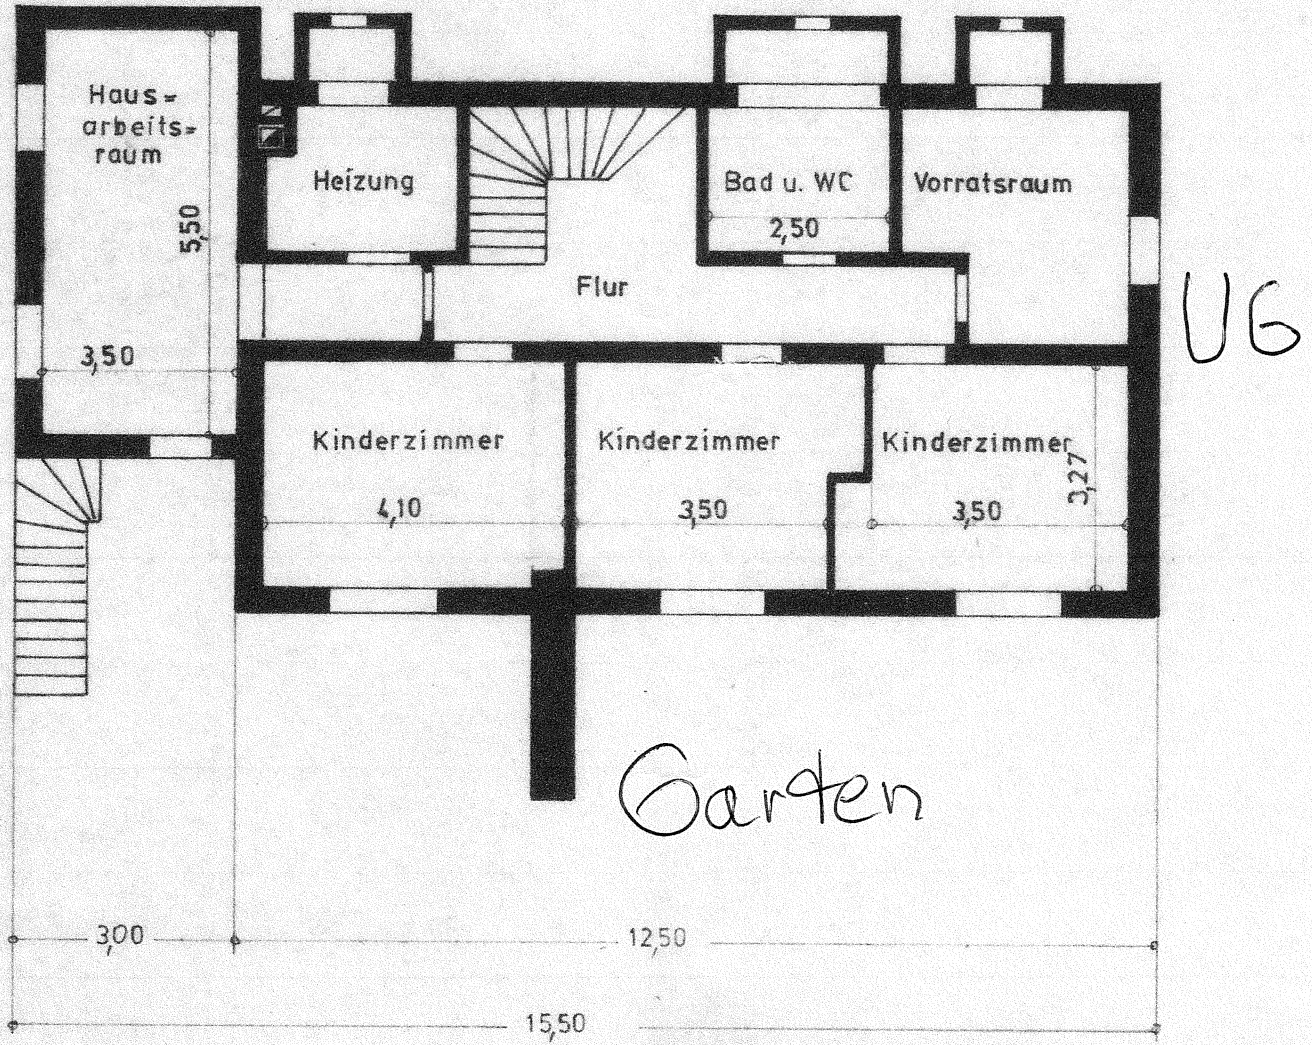 Haus=
arbeits=
raum
5,50
3,50
Heizung
Bad u. WC
2,50
Vorratsraum
Flur
UG
Kinderzimmer
4,10
Kinderzimmer
3,50
Kinderzimmer
3,50
3,27
Garten
3,00
12,50
15,50